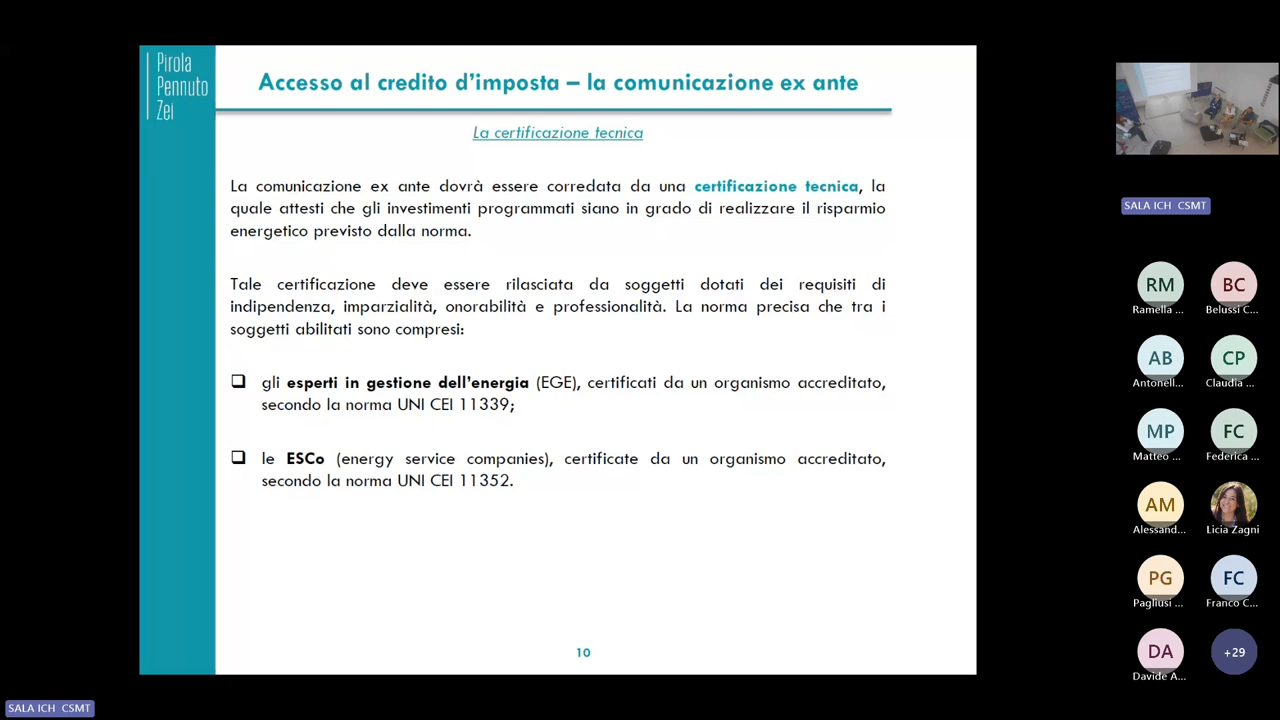 Pirola
Pennuto
Zei
Accesso al credito d'imposta – la comunicazione ex ante
La certificazione tecnica
La comunicazione ex ante dovrà essere corredata da una certificazione tecnica, la
quale attesti che gli investimenti programmati siano in grado di realizzare il risparmio
energetico previsto dalla norma.
Tale certificazione deve essere rilasciata da soggetti dotati dei requisiti di
indipendenza, imparzialità, onorabilità e professionalità. La norma precisa che tra i
soggetti abilitati sono compresi:
gli esperti in gestione dell'energia (EGE), certificati da un organismo accreditato,
secondo la norma UNI CEI 11339;
le ESCo (energy service companies), certificate da un organismo accreditato,
secondo la norma UNI CEI 11352.
10
SALA ICH CSMT
RM
Ramella ...
BC
Belussi C...
AB
Antonell...
CP
Claudia ...
MP
Matteo ...
FC
Federica ...
AM
Alessand...
Licia Zagni
PG
Pagliusi ...
FC
Franco C...
DA
Davide A...
+29
SALA ICH CSMT